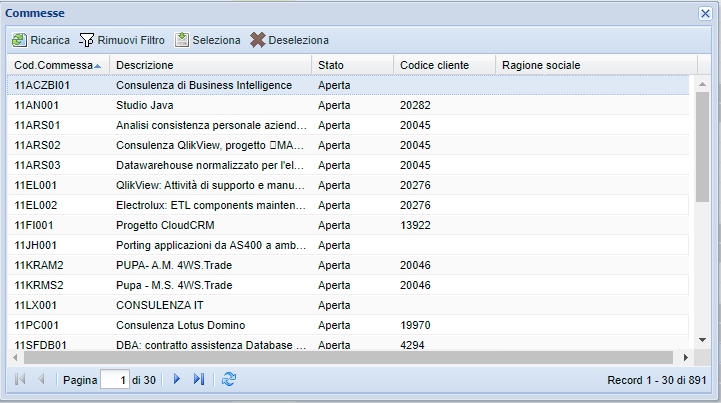 Commesse
Ricarica Rimuovi Filtro Seleziona Deseleziona
Cod.Commessa Descrizione Stato Codice cliente Ragione sociale
11ACZBI01 Consulenza di Business Intelligence Aperta
11AN001 Studio Java Aperta 20282
11ARS01 Analisi consistenza personale aziend... Aperta 20045
11ARS02 Consulenza QlikView, progetto □MA... Aperta 20045
11ARS03 Datawarehouse normalizzato per l'el... Aperta 20045
11EL001 QlikView: Attività di supporto e manu... Aperta 20276
11EL002 Electrolux: ETL components mainten... Aperta 20276
11FI001 Progetto CloudCRM Aperta 13922
11JH001 Porting applicazioni da AS400 a amb... Aperta
11KRAM2 PUPA- A.M. 4WS.Trade Aperta 20046
11KRMS2 Pupa - M.S. 4WS.Trade Aperta 20046
11LX001 CONSULENZA IT Aperta
11PC001 Consulenza Lotus Domino Aperta 19970
11SFDB01 DBA: contratto assistenza Database ... Aperta 4294
Pagina 1 di 30 Record 1 - 30 di 891